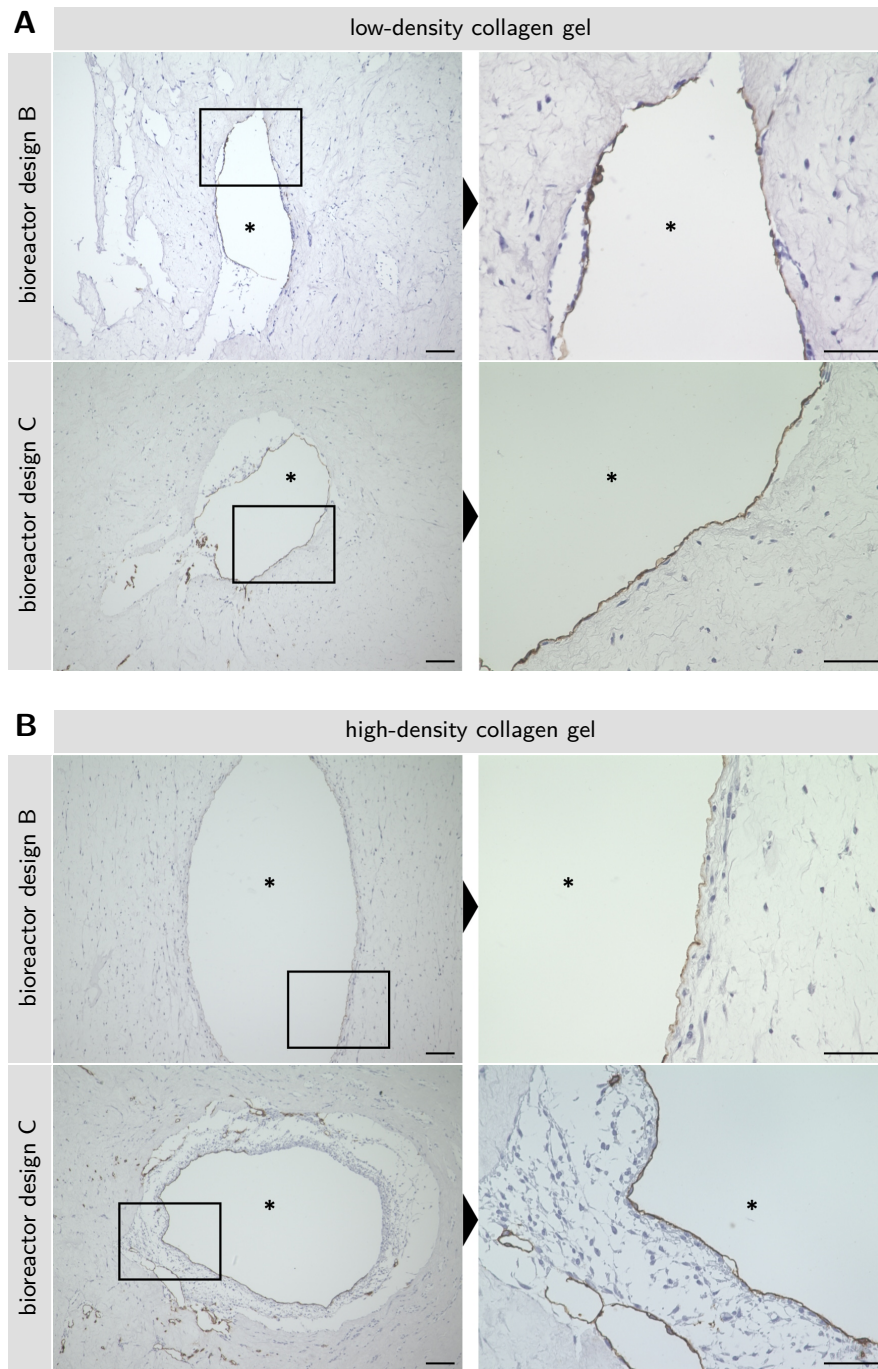 A
low-density collagen gel
bioreactor design B
*
*
bioreactor design C
*
*
B
high-density collagen gel
bioreactor design B
*
*
bioreactor design C
*
*